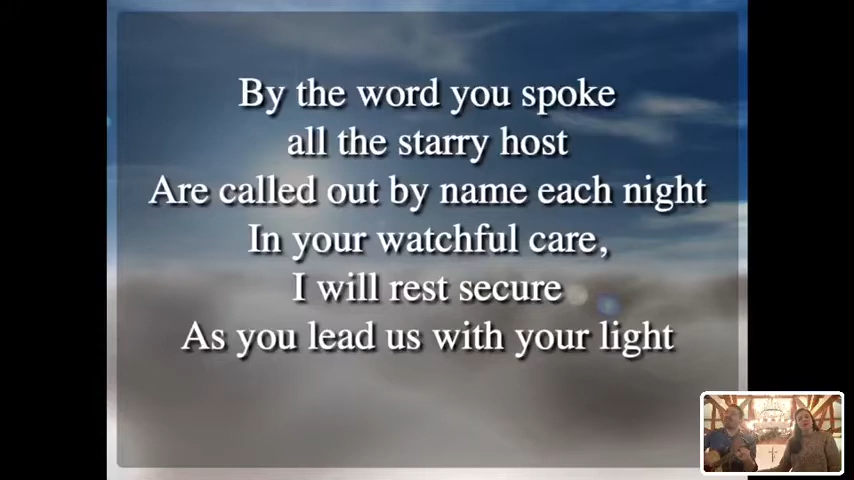 By the word you spoke
all the starry host
Are called out by name each night
In your watchful care,
I will rest secure
As you lead us with your light